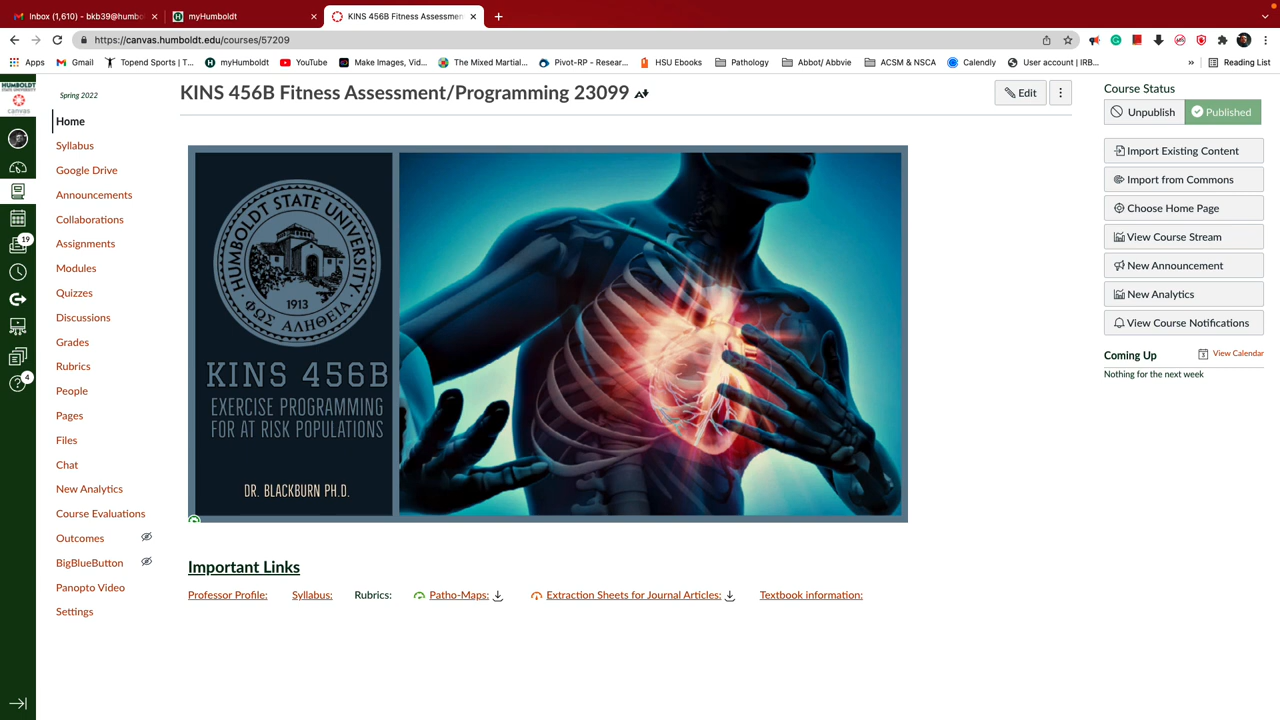 Inbox (1,610) - bkb39@humbo
myHumboldt
KINS 456B Fitness Assessmen
https://canvas.humboldt.edu/courses/57209
Apps
Gmail
Topend Sports | T...
myHumboldt
YouTube
Make Images, Vid...
The Mixed Martial...
Pivot-RP - Resear...
HSU Ebooks
Pathology
Abbot/ Abbvie
ACSM & NSCA
Calendly
User account | IRB...
»
Reading List
HUMBOLDT
canvas
19
4
Spring 2022
Home
Syllabus
Google Drive
Announcements
Collaborations
Assignments
Modules
Quizzes
Discussions
Grades
Rubrics
People
Pages
Files
Chat
New Analytics
Course Evaluations
Outcomes
BigBlueButton
Panopto Video
Settings
KINS 456B Fitness Assessment/Programming 23099
Edit
HUMBOLDT STATE UNIVERSITY
1913
ΦΩΣ ΑΛΗΘΕΙΑ
KINS 456B
EXERCISE PROGRAMMING
FOR AT RISK POPULATIONS
DR. BLACKBURN PH.D.
Important Links
Professor Profile: Syllabus: Rubrics: Patho-Maps: Extraction Sheets for Journal Articles: Textbook information:
Course Status
Unpublish Published
Import Existing Content
Import from Commons
Choose Home Page
View Course Stream
New Announcement
New Analytics
View Course Notifications
Coming Up
View Calendar
Nothing for the next week